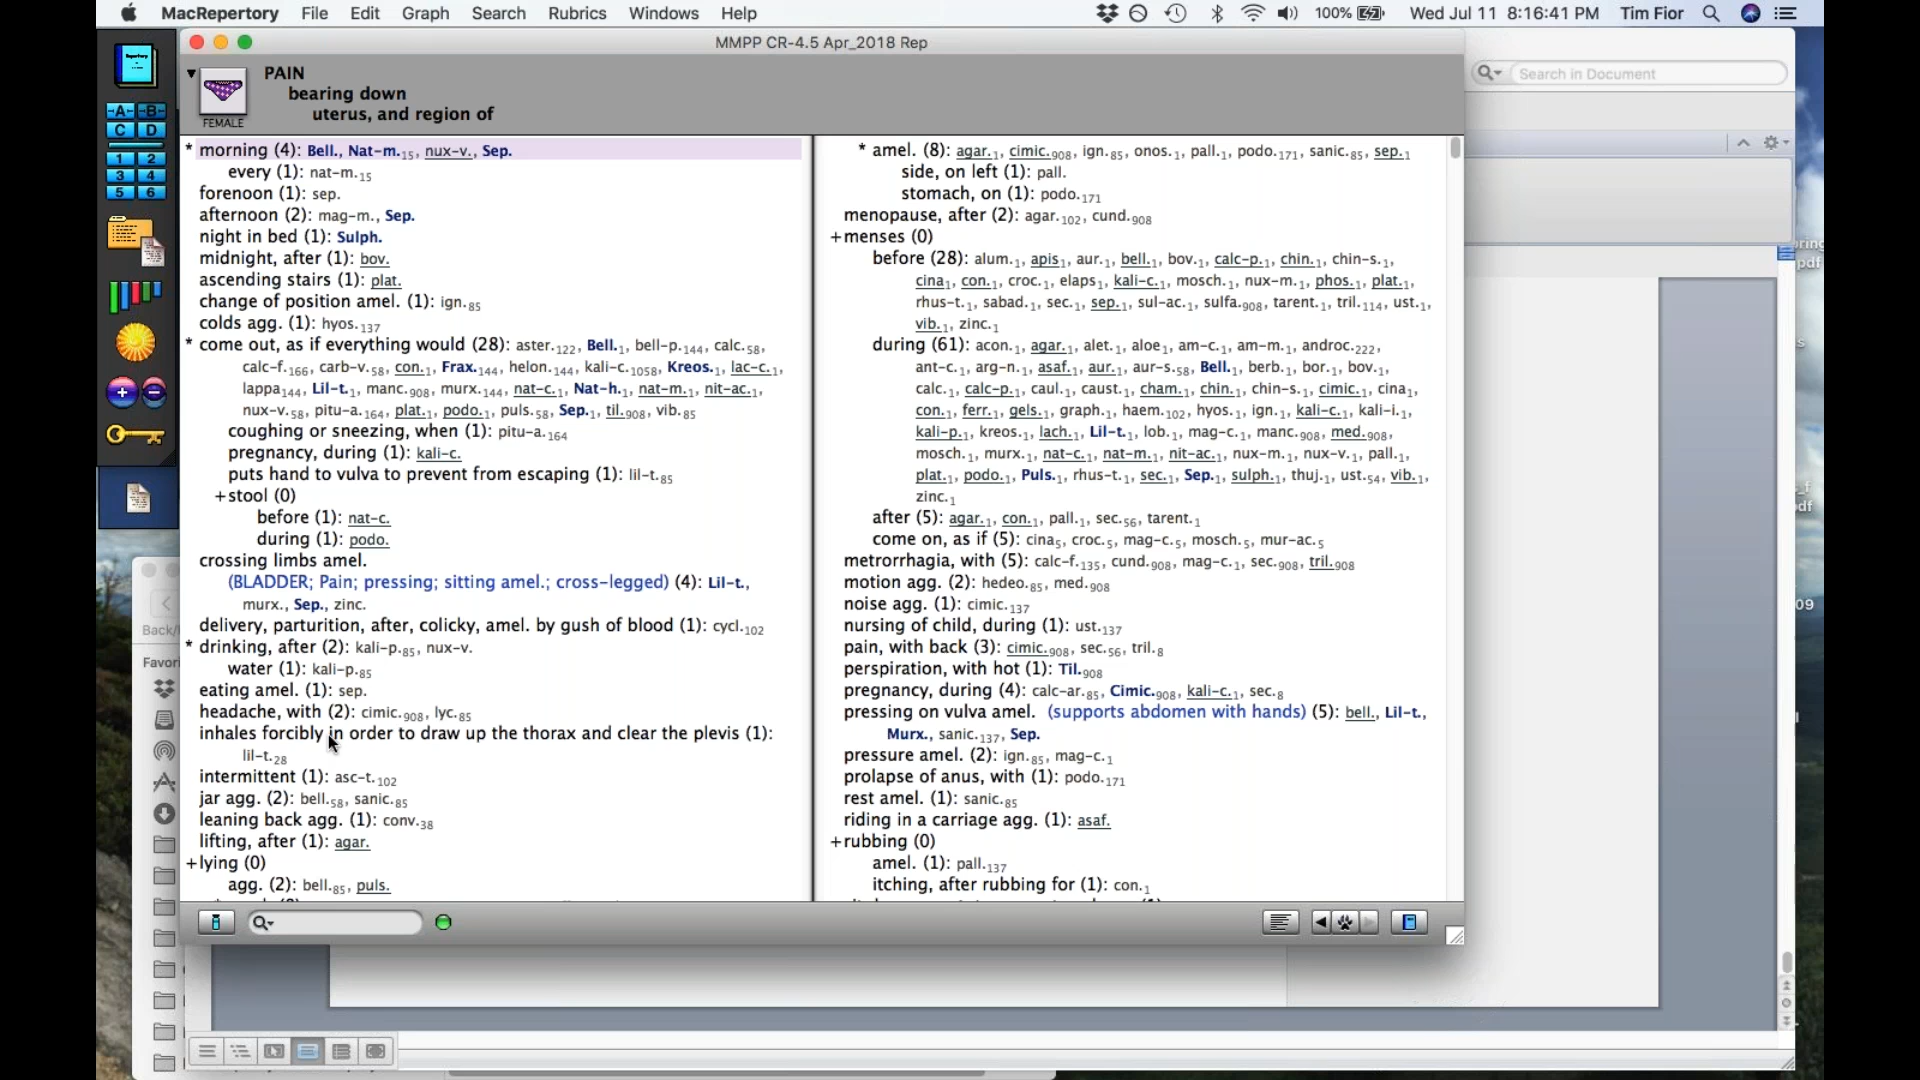 MacRepertory File Edit Graph Search Rubrics Windows Help 100% Wed Jul 11 8:16:41 PM Tim Fior
MMPP CR-4.5 Apr_2018 Rep
Search in Document
PAIN
bearing down
uterus, and region of
FEMALE
A B
C D
1 2
3 4
5 6
* morning (4): Bell., Nat-m.15, nux-v., Sep.
every (1): nat-m.15
forenoon (1): sep.
afternoon (2): mag-m., Sep.
night in bed (1): Sulph.
midnight, after (1): bov.
ascending stairs (1): plat.
change of position amel. (1): ign.85
colds agg. (1): hyos.137
* come out, as if everything would (28): aster.122, Bell.1, bell-p.144, calc.58,
calc-f.166, carb-v.58, con.1, Frax.144, helon.144, kali-c.1058, Kreos.1, lac-c.1,
lappa144, Lil-t.1, manc.908, murx.144, nat-c.1, Nat-h.1, nat-m.1, nit-ac.1,
nux-v.58, pitu-a.164, plat.1, podo.1, puls.58, Sep.1, til.908, vib.85
coughing or sneezing, when (1): pitu-a.164
pregnancy, during (1): kali-c.
puts hand to vulva to prevent from escaping (1): lil-t.85
+stool (0)
before (1): nat-c.
during (1): podo.
crossing limbs amel.
(BLADDER; Pain; pressing; sitting amel.; cross-legged) (4): Lil-t.,
murx., Sep., zinc.
delivery, parturition, after, colicky, amel. by gush of blood (1): cycl.102
* drinking, after (2): kali-p.85, nux-v.
water (1): kali-p.85
eating amel. (1): sep.
headache, with (2): cimic.908, lyc.85
inhales forcibly in order to draw up the thorax and clear the plevis (1):
lil-t.28
intermittent (1): asc-t.102
jar agg. (2): bell.58, sanic.85
leaning back agg. (1): conv.38
lifting, after (1): agar.
+lying (0)
agg. (2): bell.85, puls.
* amel. (8): agar.1, cimic.908, ign.85, onos.1, pall.1, podo.171, sanic.85, sep.1
side, on left (1): pall.
stomach, on (1): podo.171
menopause, after (2): agar.102, cund.908
+menses (0)
before (28): alum.1, apis1, aur.1, bell.1, bov.1, calc-p.1, chin.1, chin-s.1,
cina1, con.1, croc.1, elaps1, kali-c.1, mosch.1, nux-m.1, phos.1, plat.1,
rhus-t.1, sabad.1, sec.1, sep.1, sul-ac.1, sulfa.908, tarent.1, tril.114, ust.1,
vib.1, zinc.1
during (61): acon.1, agar.1, alet.1, aloe1, am-c.1, am-m.1, androc.222,
ant-c.1, arg-n.1, asaf.1, aur.1, aur-s.58, Bell.1, berb.1, bor.1, bov.1,
calc.1, calc-p.1, caul.1, caust.1, cham.1, chin.1, chin-s.1, cimic.1, cina1,
con.1, ferr.1, gels.1, graph.1, haem.102, hyos.1, ign.1, kali-c.1, kali-i.1,
kali-p.1, kreos.1, lach.1, Lil-t.1, lob.1, mag-c.1, manc.908, med.908,
mosch.1, murx.1, nat-c.1, nat-m.1, nit-ac.1, nux-m.1, nux-v.1, pall.1,
plat.1, podo.1, Puls.1, rhus-t.1, sec.1, Sep.1, sulph.1, thuj.1, ust.54, vib.1,
zinc.1
after (5): agar.1, con.1, pall.1, sec.56, tarent.1
come on, as if (5): cina5, croc.5, mag-c.5, mosch.5, mur-ac.5
metrorrhagia, with (5): calc-f.135, cund.908, mag-c.1, sec.908, tril.908
motion agg. (2): hedeo.85, med.908
noise agg. (1): cimic.137
nursing of child, during (1): ust.137
pain, with back (3): cimic.908, sec.56, tril.8
perspiration, with hot (1): Til.908
pregnancy, during (4): calc-ar.85, Cimic.908, kali-c.1, sec.8
pressing on vulva amel. (supports abdomen with hands) (5): bell., Lil-t.,
Murx., sanic.137, Sep.
pressure amel. (2): ign.85, mag-c.1
prolapse of anus, with (1): podo.171
rest amel. (1): sanic.85
riding in a carriage agg. (1): asaf.
+rubbing (0)
amel. (1): pall.137
itching, after rubbing for (1): con.1
Back/
Favori
pdf
09